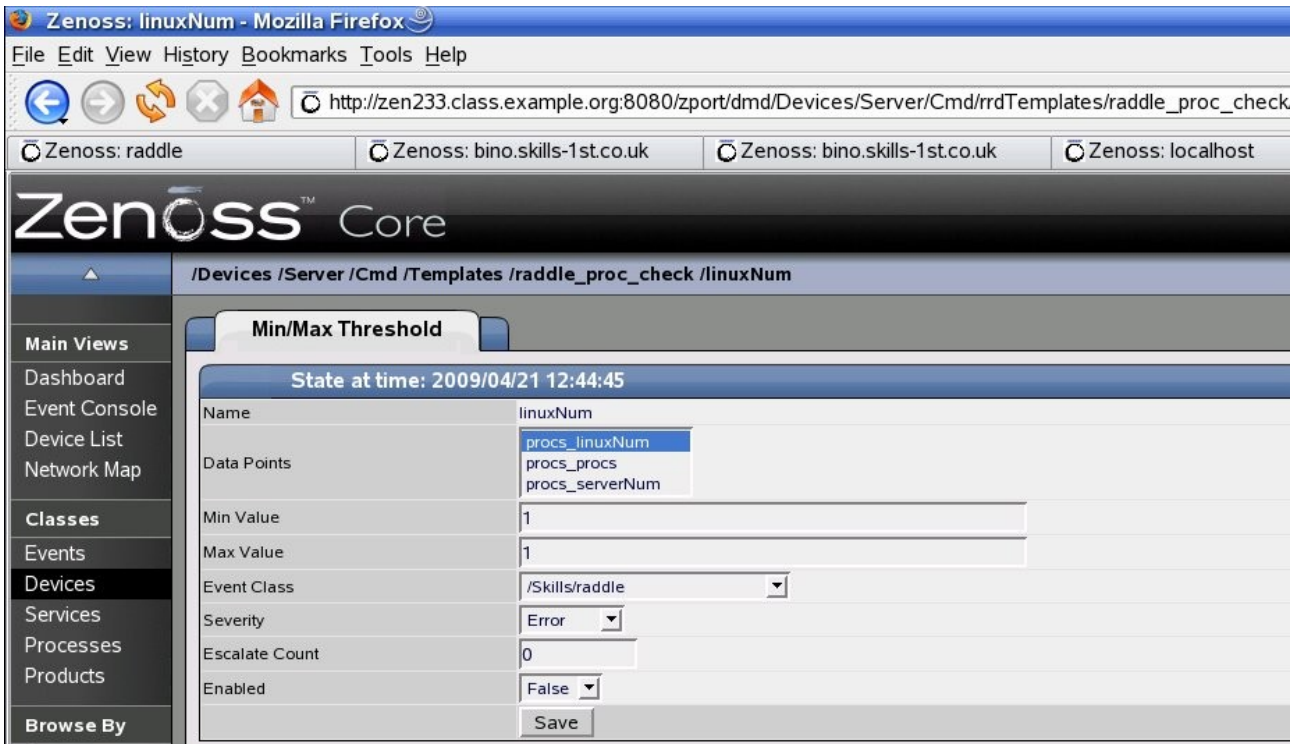 Zenoss: linuxNum - Mozilla Firefox
File Edit View History Bookmarks Tools Help
http://zen233.class.example.org:8080/zport/dmd/Devices/Server/Cmd/rrdTemplates/raddle_proc_check
Zenoss: raddle Zenoss: bino.skills-1st.co.uk Zenoss: bino.skills-1st.co.uk Zenoss: localhost
Zenoss™ Core
/Devices /Server /Cmd /Templates /raddle_proc_check /linuxNum
Min/Max Threshold
State at time: 2009/04/21 12:44:45
Main Views
Dashboard
Event Console
Device List
Network Map
Classes
Events
Devices
Services
Processes
Products
Browse By
Name linuxNum
Data Points procs_linuxNum
procs_procs
procs_serverNum
Min Value 1
Max Value 1
Event Class /Skills/raddle
Severity Error
Escalate Count 0
Enabled False
Save